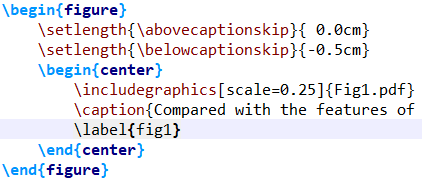 \begin{figure}
\setlength{\abovecaptionskip}{ 0.0cm}
\setlength{\belowcaptionskip}{-0.5cm}
\begin{center}
\includegraphics[scale=0.25]{Fig1.pdf}
\caption{Compared with the features of
\label{fig1}
\end{center}
\end{figure}